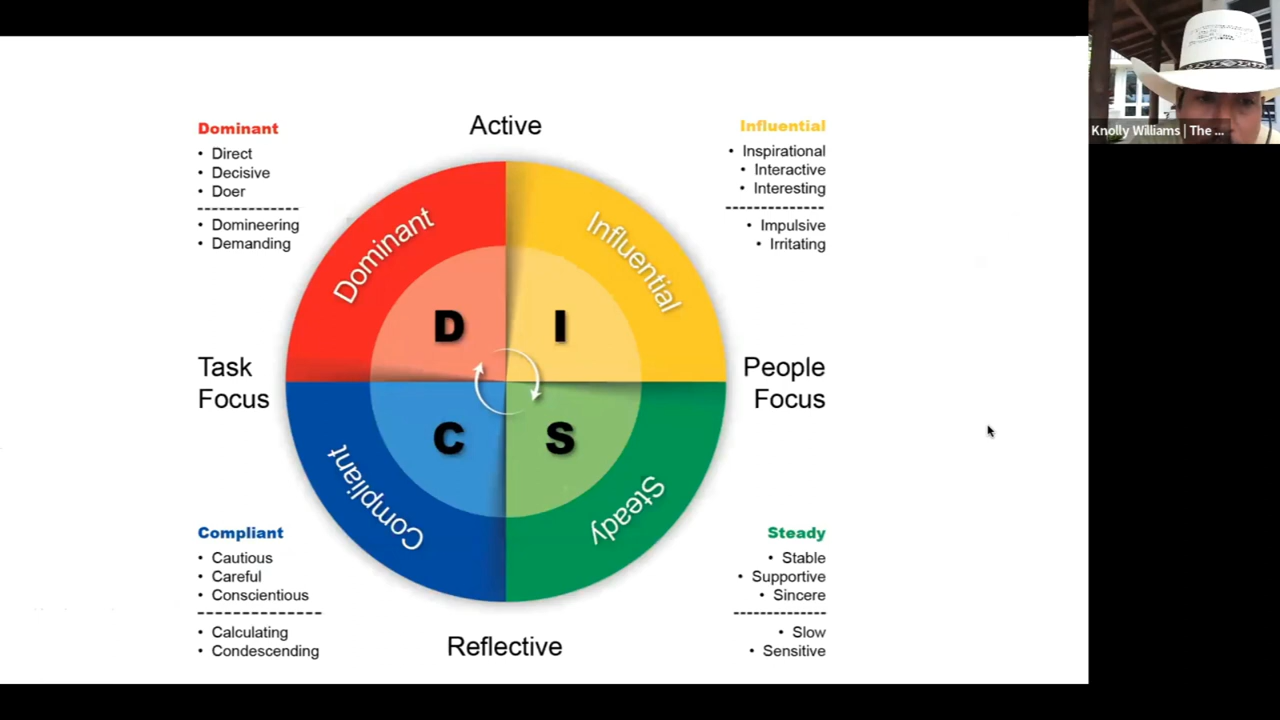 Knolly Williams | The ...
Active
Dominant
• Direct
• Decisive
• Doer
• Domineering
• Demanding
Influential
• Inspirational
• Interactive
• Interesting
• Impulsive
• Irritating
Dominant
Influential
D
I
Task
Focus
People
Focus
C
S
Compliant
Steady
Compliant
• Cautious
• Careful
• Conscientious
• Calculating
• Condescending
Steady
• Stable
• Supportive
• Sincere
• Slow
• Sensitive
Reflective